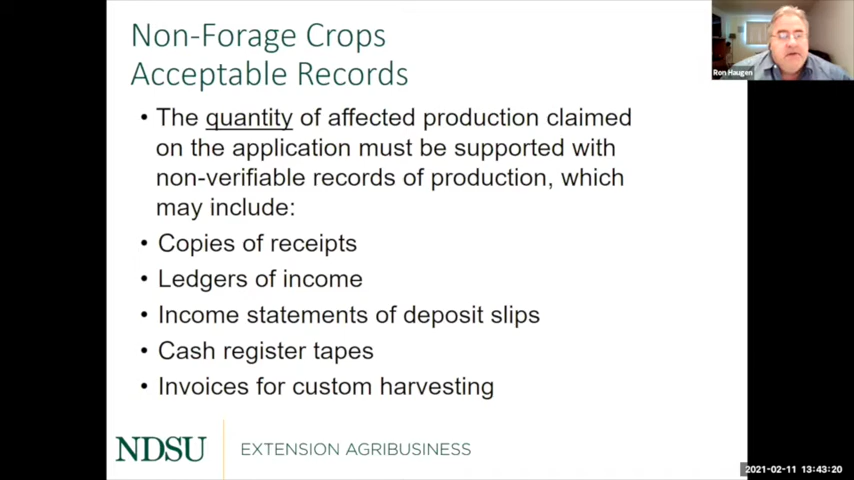 Non-Forage Crops
Acceptable Records
• The quantity of affected production claimed
on the application must be supported with
non-verifiable records of production, which
may include:
• Copies of receipts
• Ledgers of income
• Income statements of deposit slips
• Cash register tapes
• Invoices for custom harvesting
NDSU
EXTENSION AGRIBUSINESS
Ron Haugen
2021-02-11 13:43:20